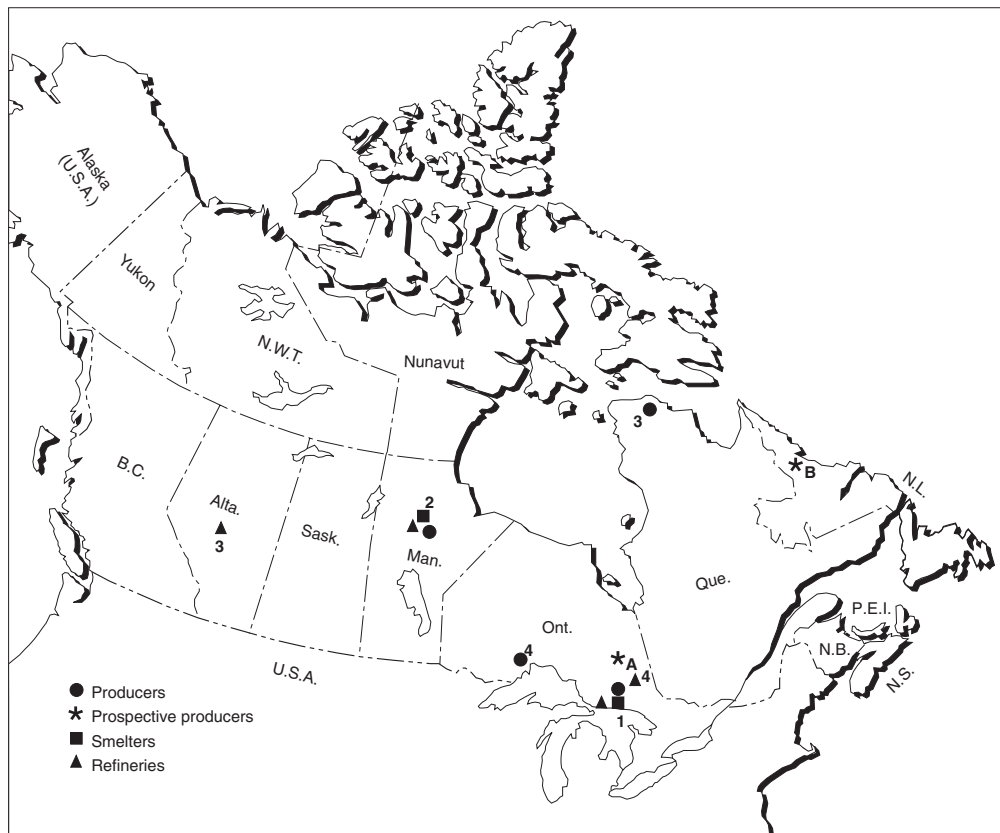 Alaska
(U.S.A.)
Yukon
N.W.T.
Nunavut
3
B.C.
B
N.L.
Alta.
2
3
Sask.
Man.
Que.
P.E.I.
Ont.
N.B.
4
A
4
N.S.
U.S.A.
1
Producers
Prospective producers
Smelters
Refineries